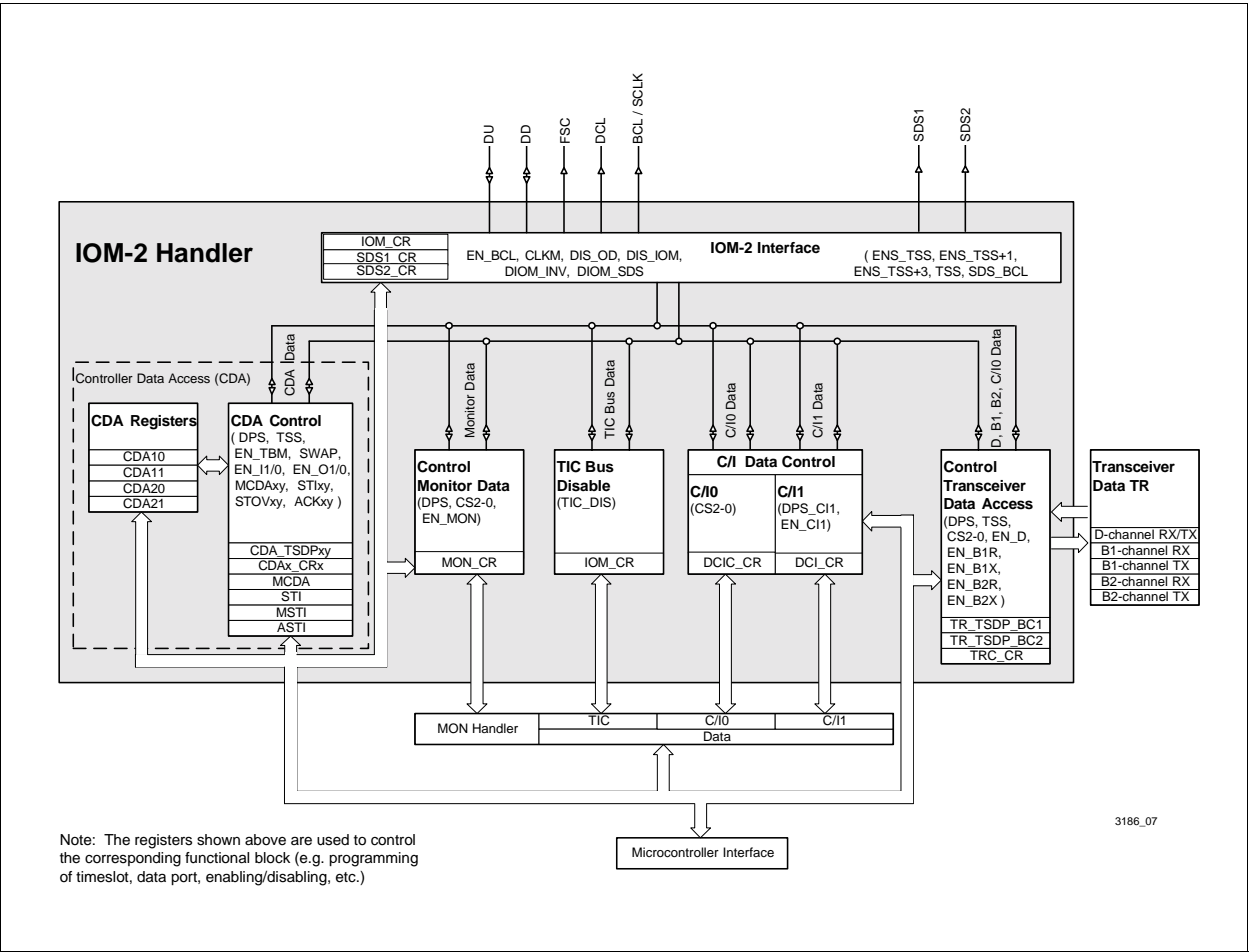 DU
DD
FSC
DCL
BCL / SCLK
SDS1
SDS2
IOM-2 Handler
IOM_CR
SDS1_CR
SDS2_CR
IOM-2 Interface
EN_BCL, CLKM, DIS_OD, DIS_IOM,
DIOM_INV, DIOM_SDS
( ENS_TSS, ENS_TSS+1,
ENS_TSS+3, TSS, SDS_BCL
CDA Data
Monitor Data
TIC Bus Data
C/I0 Data
C/I1 Data
D, B1, B2, C/I0 Data
Controller Data Access (CDA)
CDA Registers
CDA10
CDA11
CDA20
CDA21
CDA Control
( DPS, TSS,
EN_TBM, SWAP,
EN_I1/0, EN_O1/0,
MCDAxy, STIxy,
STOVxy, ACKxy )
CDA_TSDPxy
CDAx_CRx
MCDA
STI
MSTI
ASTI
Control
Monitor Data
(DPS, CS2-0,
EN_MON)
MON_CR
TIC Bus
Disable
(TIC_DIS)
IOM_CR
C/I Data Control
C/I0
(CS2-0)
DCIC_CR
C/I1
(DPS_CI1,
EN_CI1)
DCI_CR
Control
Transceiver
Data Access
(DPS, TSS,
CS2-0, EN_D,
EN_B1R,
EN_B1X,
EN_B2R,
EN_B2X )
TR_TSDP_BC1
TR_TSDP_BC2
TRC_CR
Transceiver
Data TR
D-channel RX/TX
B1-channel RX
B1-channel TX
B2-channel RX
B2-channel TX
MON Handler
TIC
C/I0
C/I1
Data
Microcontroller Interface
3186_07
Note: The registers shown above are used to control
the corresponding functional block (e.g. programming
of timeslot, data port, enabling/disabling, etc.)